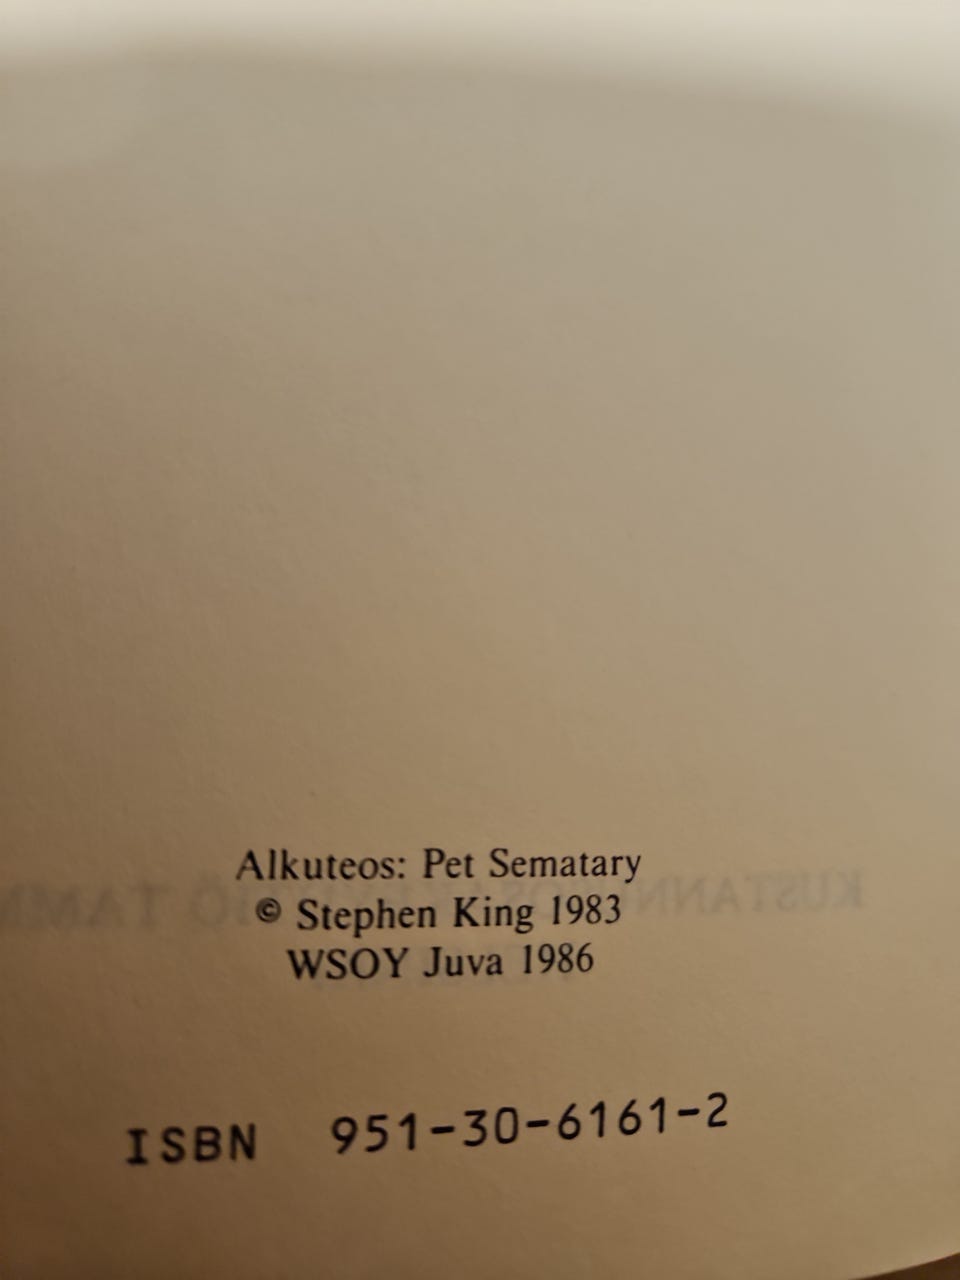 Alkuteos: Pet Sematary
© Stephen King 1983
WSOY Juva 1986
ISBN 951-30-6161-2